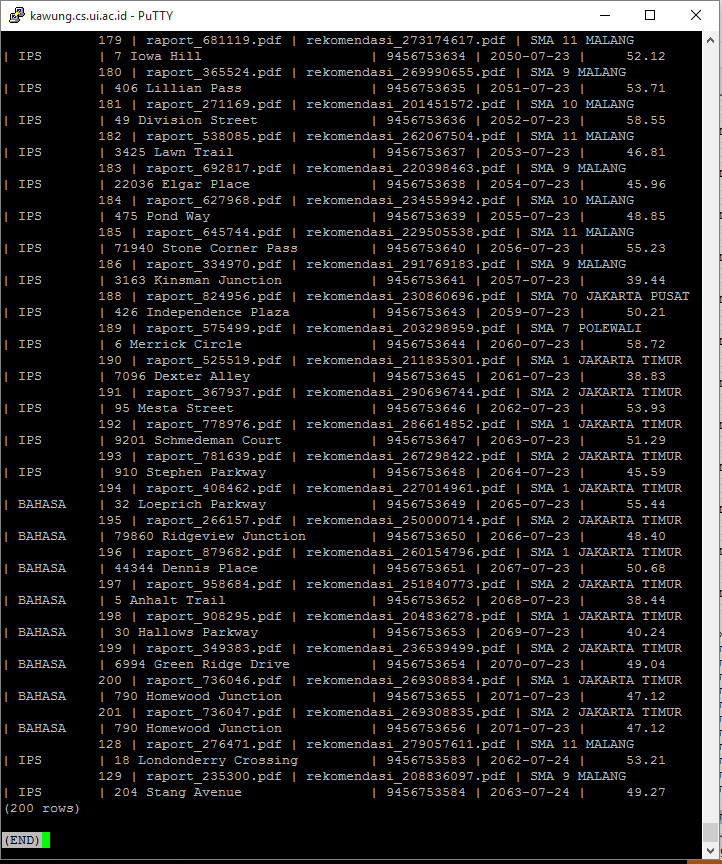 kawung.cs.ui.ac.id - PuTTY
179 | raport_681119.pdf | rekomendasi_273174617.pdf | SMA 11 MALANG
| IPS | 7 Iowa Hill | 9456753634 | 2050-07-23 | 52.12
180 | raport_365524.pdf | rekomendasi_269990655.pdf | SMA 9 MALANG
| IPS | 406 Lillian Pass | 9456753635 | 2051-07-23 | 53.71
181 | raport_271169.pdf | rekomendasi_201451572.pdf | SMA 10 MALANG
| IPS | 49 Division Street | 9456753636 | 2052-07-23 | 58.55
182 | raport_538085.pdf | rekomendasi_262067504.pdf | SMA 11 MALANG
| IPS | 3425 Lawn Trail | 9456753637 | 2053-07-23 | 46.81
183 | raport_692817.pdf | rekomendasi_220398463.pdf | SMA 9 MALANG
| IPS | 22036 Elgar Place | 9456753638 | 2054-07-23 | 45.96
184 | raport_627968.pdf | rekomendasi_234559942.pdf | SMA 10 MALANG
| IPS | 475 Pond Way | 9456753639 | 2055-07-23 | 48.85
185 | raport_645744.pdf | rekomendasi_229505538.pdf | SMA 11 MALANG
| IPS | 71940 Stone Corner Pass | 9456753640 | 2056-07-23 | 55.23
186 | raport_334970.pdf | rekomendasi_291769183.pdf | SMA 9 MALANG
| IPS | 3163 Kinsman Junction | 9456753641 | 2057-07-23 | 39.44
188 | raport_824956.pdf | rekomendasi_230860696.pdf | SMA 70 JAKARTA PUSAT
| IPS | 426 Independence Plaza | 9456753643 | 2059-07-23 | 50.21
189 | raport_575499.pdf | rekomendasi_203298959.pdf | SMA 7 POLEWALI
| IPS | 6 Merrick Circle | 9456753644 | 2060-07-23 | 58.72
190 | raport_525519.pdf | rekomendasi_211835301.pdf | SMA 1 JAKARTA TIMUR
| IPS | 7096 Dexter Alley | 9456753645 | 2061-07-23 | 38.83
191 | raport_367937.pdf | rekomendasi_290696744.pdf | SMA 2 JAKARTA TIMUR
| IPS | 95 Mesta Street | 9456753646 | 2062-07-23 | 53.93
192 | raport_778976.pdf | rekomendasi_286614852.pdf | SMA 1 JAKARTA TIMUR
| IPS | 9201 Schmedeman Court | 9456753647 | 2063-07-23 | 51.29
193 | raport_781639.pdf | rekomendasi_267298422.pdf | SMA 2 JAKARTA TIMUR
| IPS | 910 Stephen Parkway | 9456753648 | 2064-07-23 | 45.59
194 | raport_408462.pdf | rekomendasi_227014961.pdf | SMA 1 JAKARTA TIMUR
| BAHASA | 32 Loeprich Parkway | 9456753649 | 2065-07-23 | 55.44
195 | raport_266157.pdf | rekomendasi_250000714.pdf | SMA 2 JAKARTA TIMUR
| BAHASA | 79860 Ridgeview Junction | 9456753650 | 2066-07-23 | 48.40
196 | raport_879682.pdf | rekomendasi_260154796.pdf | SMA 1 JAKARTA TIMUR
| BAHASA | 44344 Dennis Place | 9456753651 | 2067-07-23 | 50.68
197 | raport_958684.pdf | rekomendasi_251840773.pdf | SMA 2 JAKARTA TIMUR
| BAHASA | 5 Anhalt Trail | 9456753652 | 2068-07-23 | 38.44
198 | raport_908295.pdf | rekomendasi_204836278.pdf | SMA 1 JAKARTA TIMUR
| BAHASA | 30 Hallows Parkway | 9456753653 | 2069-07-23 | 40.24
199 | raport_349383.pdf | rekomendasi_236539499.pdf | SMA 2 JAKARTA TIMUR
| BAHASA | 6994 Green Ridge Drive | 9456753654 | 2070-07-23 | 49.04
200 | raport_736046.pdf | rekomendasi_269308834.pdf | SMA 1 JAKARTA TIMUR
| BAHASA | 790 Homewood Junction | 9456753655 | 2071-07-23 | 47.12
201 | raport_736047.pdf | rekomendasi_269308835.pdf | SMA 2 JAKARTA TIMUR
| BAHASA | 790 Homewood Junction | 9456753656 | 2071-07-23 | 47.12
128 | raport_276471.pdf | rekomendasi_279057611.pdf | SMA 11 MALANG
| IPS | 18 Londonderry Crossing | 9456753583 | 2062-07-24 | 53.21
129 | raport_235300.pdf | rekomendasi_208836097.pdf | SMA 9 MALANG
| IPS | 204 Stang Avenue | 9456753584 | 2063-07-24 | 49.27
(200 rows)
(END)